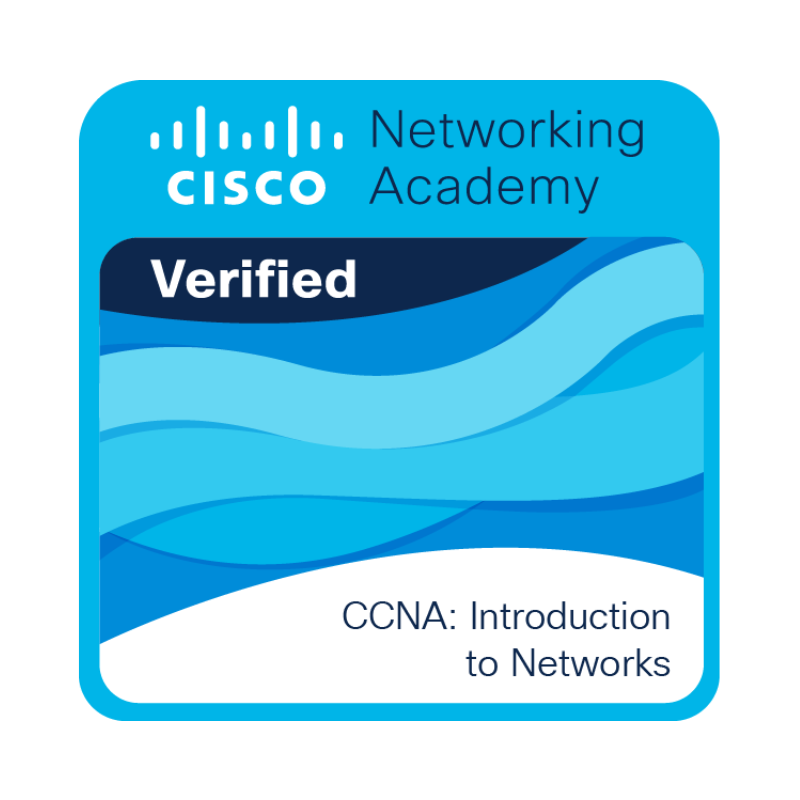 Networking
Academy
CISCO
Verified
CCNA: Introduction
to Networks